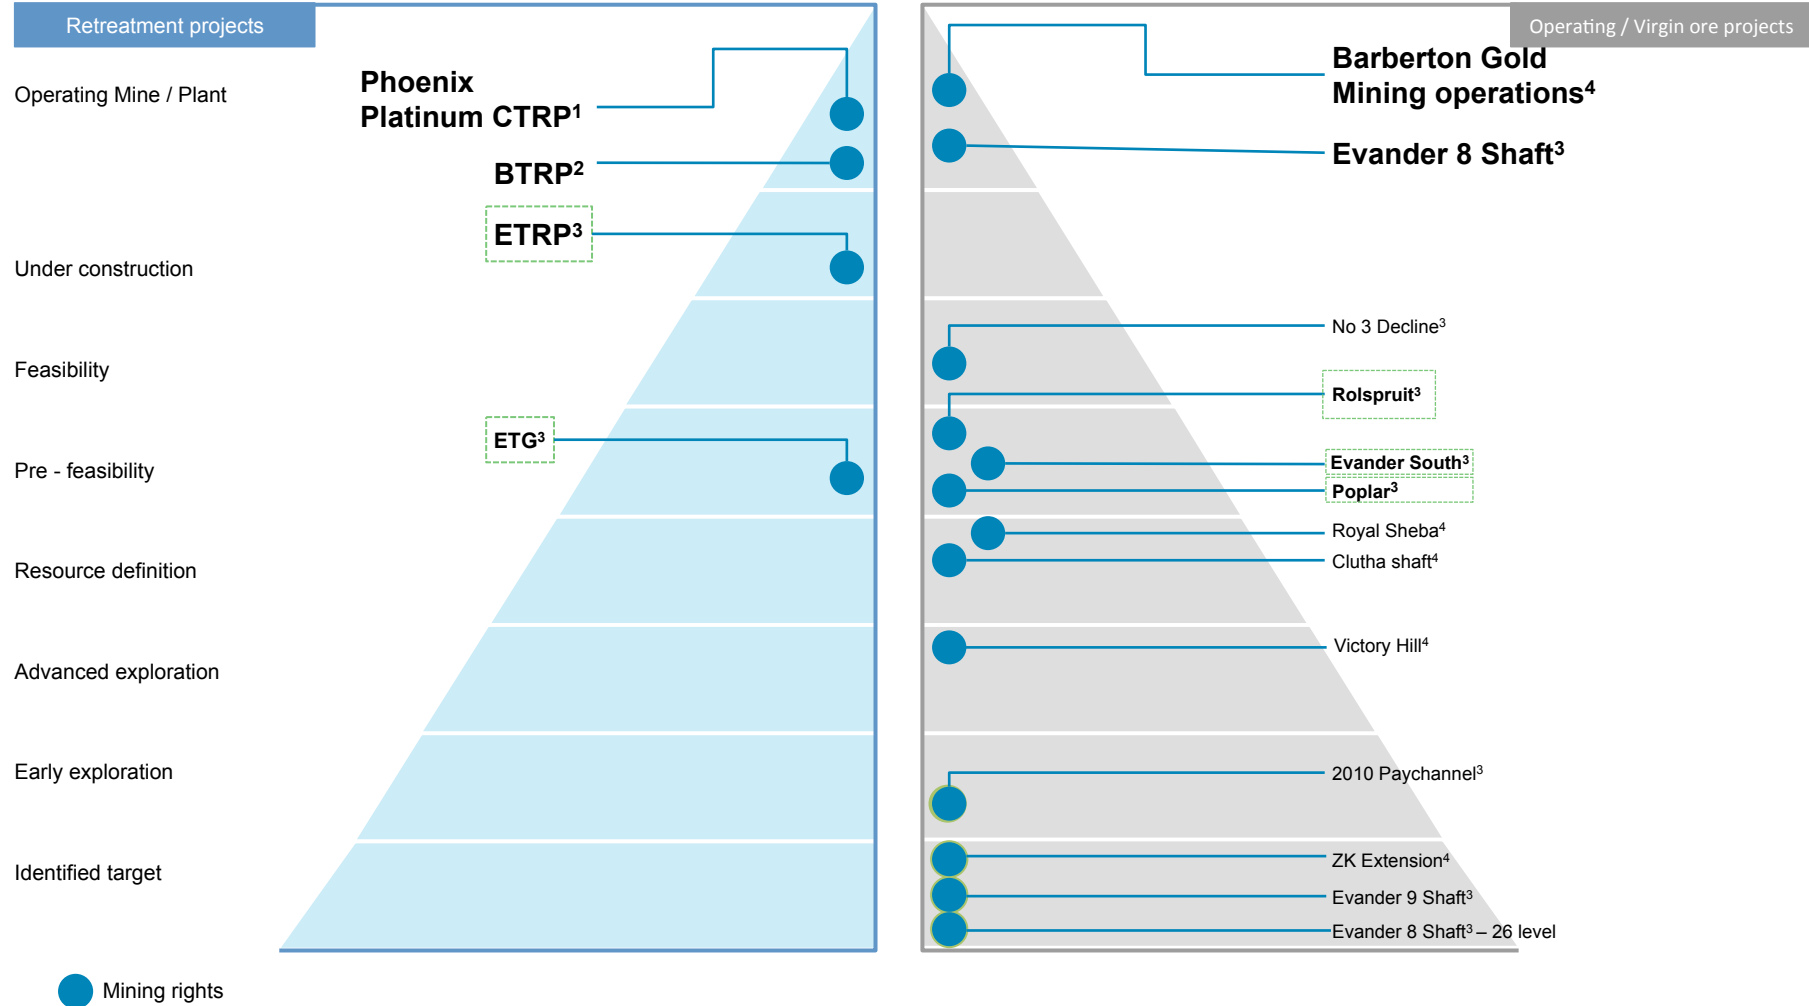 Retreatment projects
Operating / Virgin ore projects
Operating Mine / Plant
Phoenix
Platinum CTRP¹
BTRP²
Barberton Gold
Mining operations⁴
Evander 8 Shaft³
ETRP³
Under construction
No 3 Decline³
Feasibility
Rolspruit³
ETG³
Pre - feasibility
Evander South³
Poplar³
Royal Sheba⁴
Clutha shaft⁴
Resource definition
Victory Hill⁴
Advanced exploration
Early exploration
2010 Paychannel³
Identified target
ZK Extension⁴
Evander 9 Shaft³
Evander 8 Shaft³ – 26 level
Mining rights